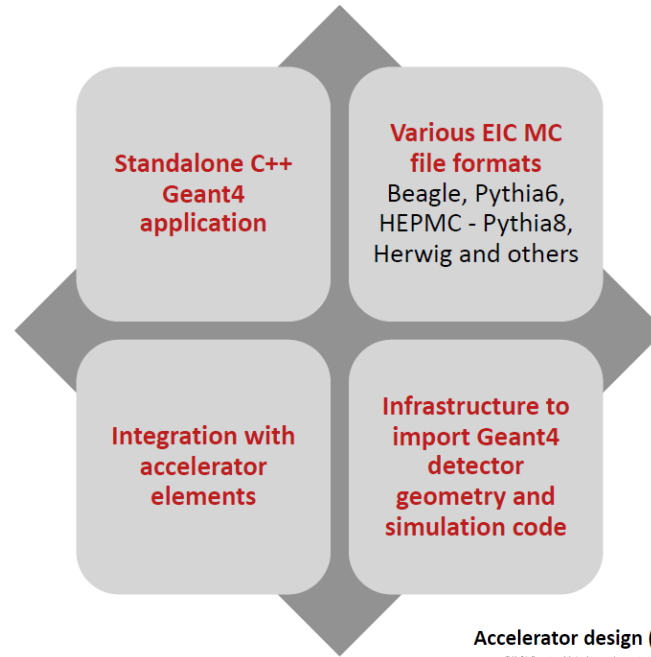 Standalone C++
Geant4
application
Various EIC MC
file formats
Beagle, Pythia6,
HEPMC - Pythia8,
Herwig and others
Integration with
accelerator
elements
Infrastructure to
import Geant4
detector
geometry and
simulation code
Accelerator design (